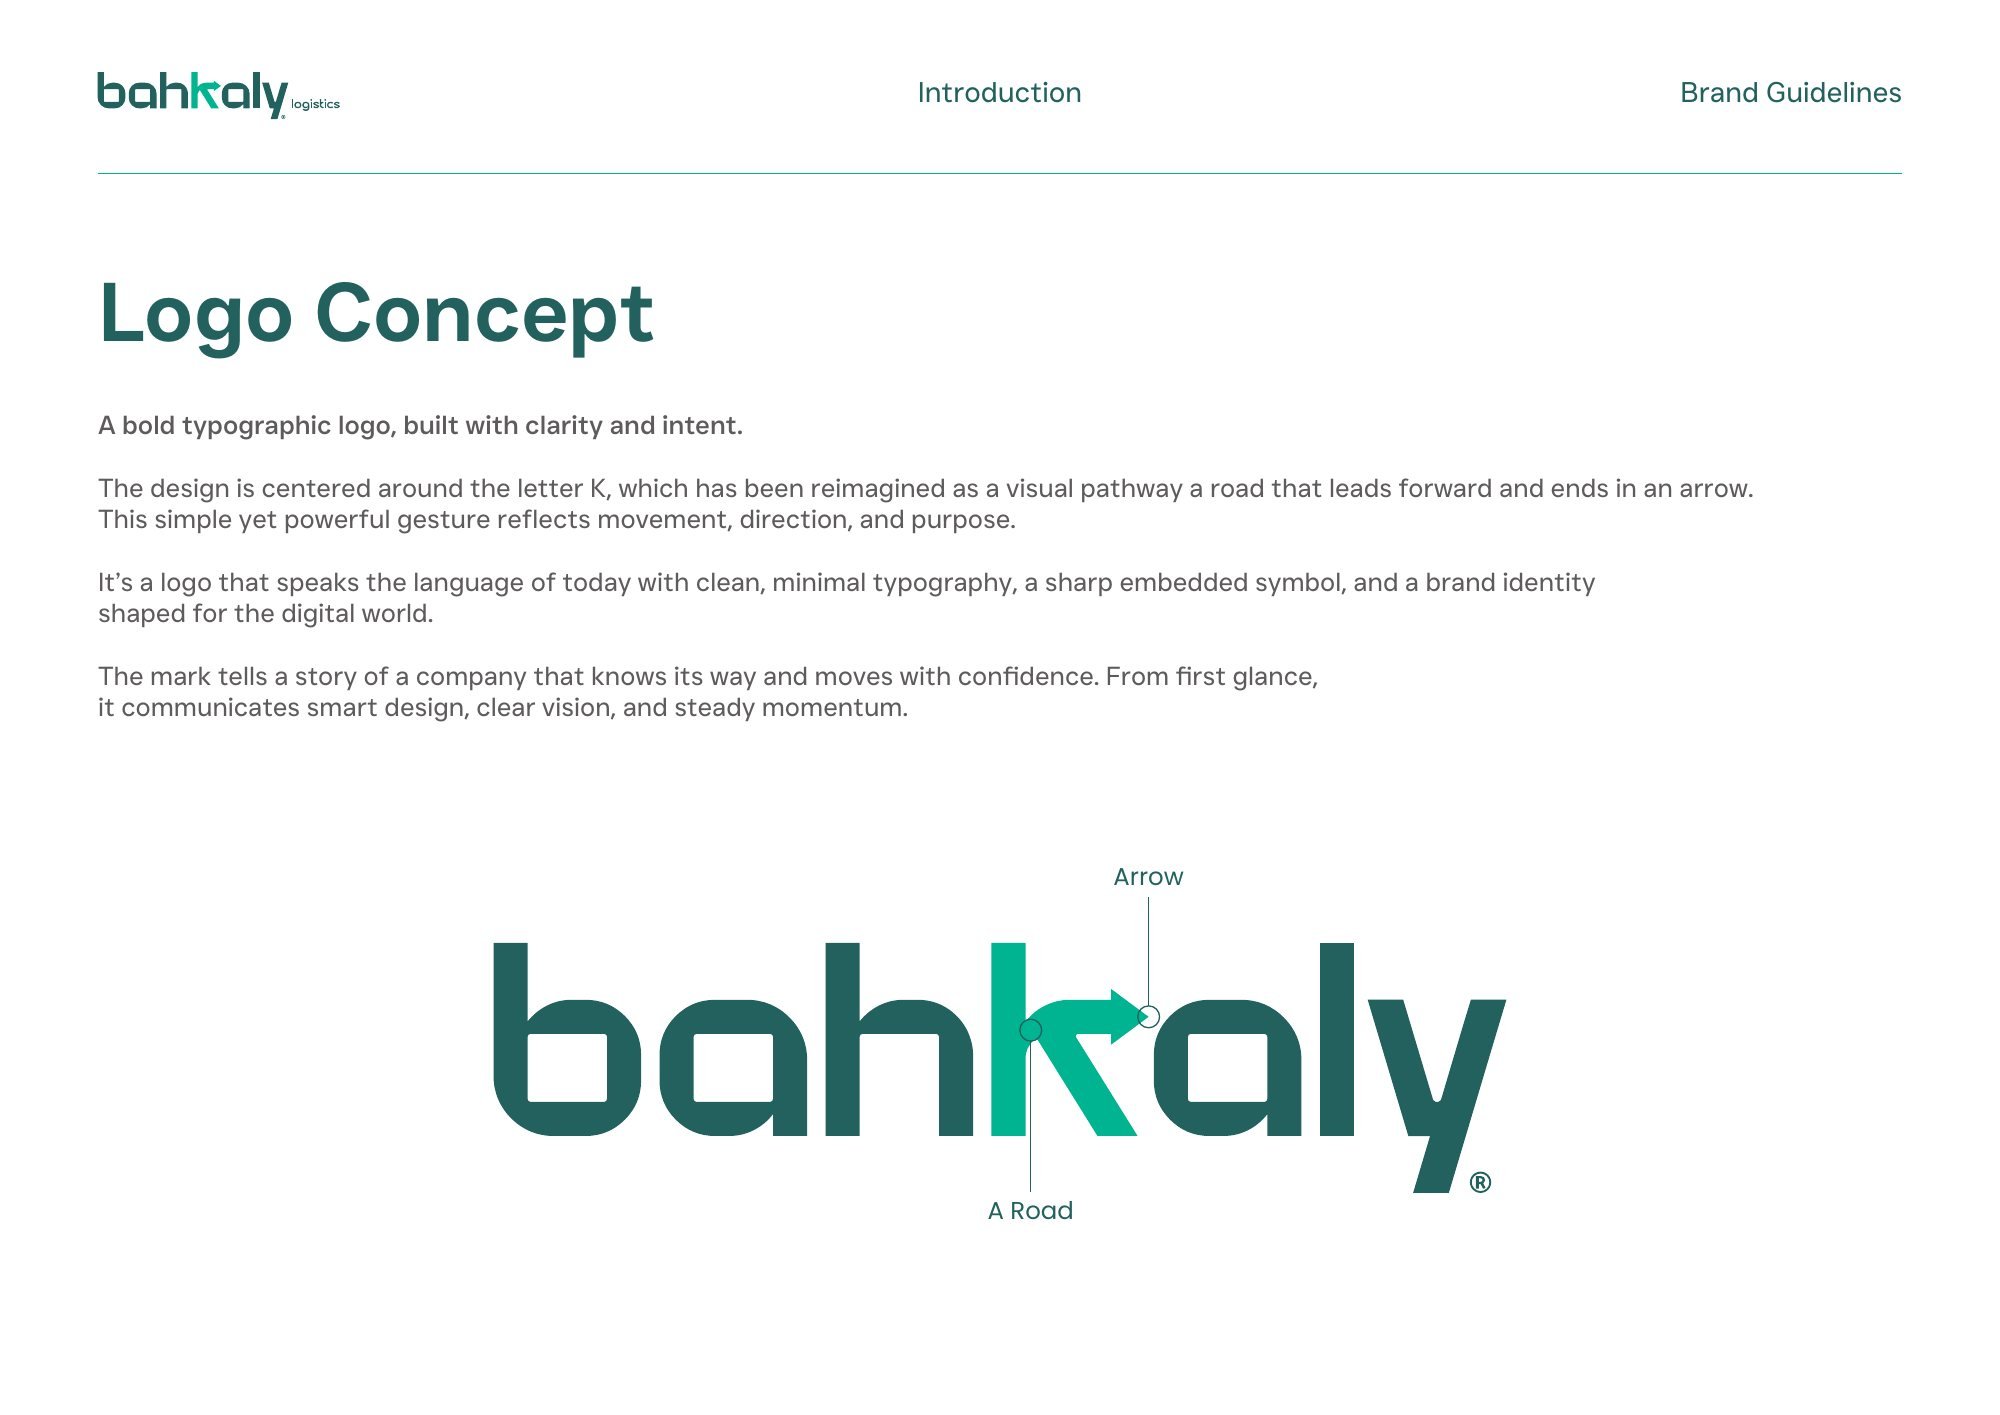 bahkaly logistics
®
Introduction
Brand Guidelines
Logo Concept
A bold typographic logo, built with clarity and intent.
The design is centered around the letter K, which has been reimagined as a visual pathway a road that leads forward and ends in an arrow.
This simple yet powerful gesture reflects movement, direction, and purpose.
It’s a logo that speaks the language of today with clean, minimal typography, a sharp embedded symbol, and a brand identity
shaped for the digital world.
The mark tells a story of a company that knows its way and moves with confidence. From first glance,
it communicates smart design, clear vision, and steady momentum.
Arrow
bahkaly
®
A Road